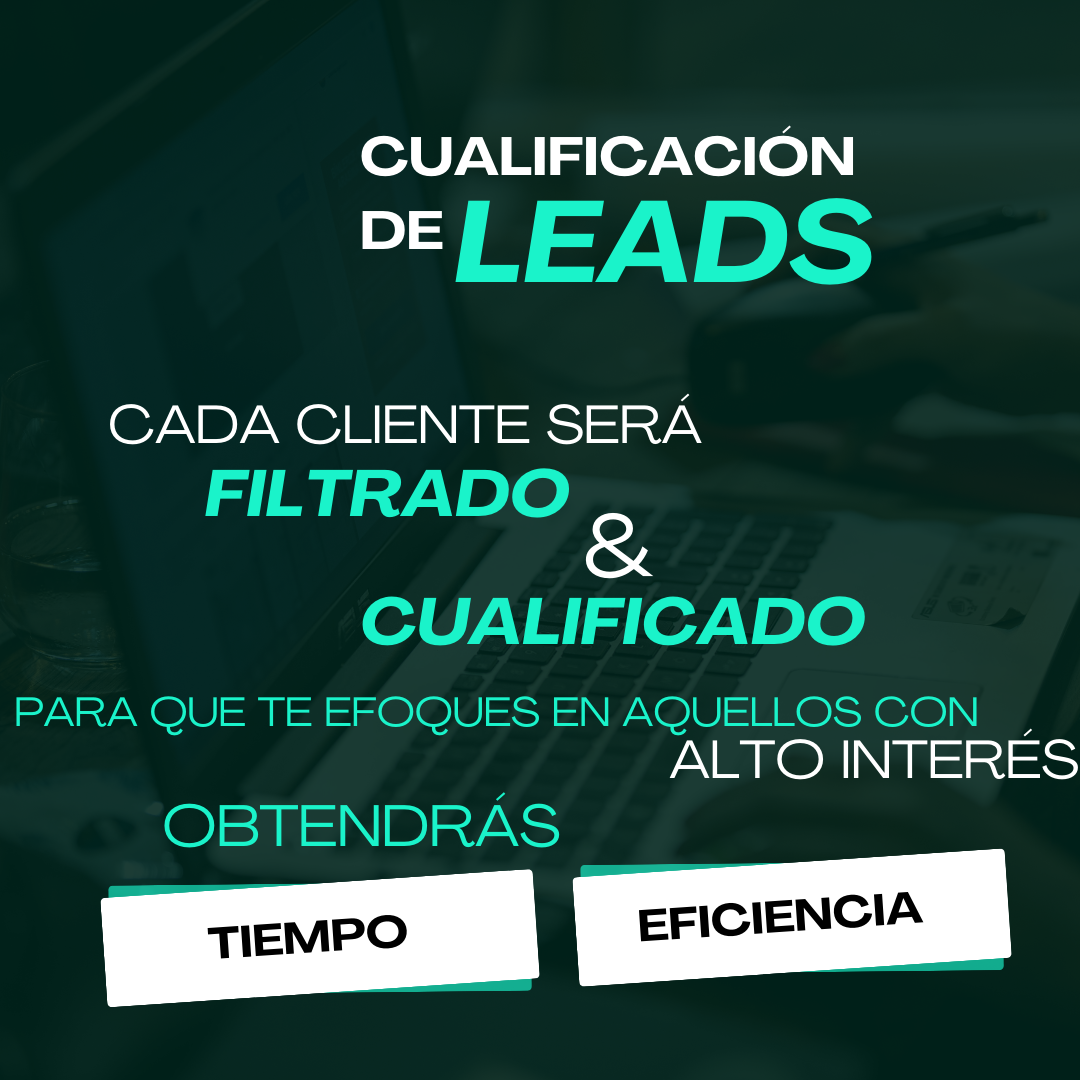 CUALIFICACIÓN
DE LEADS
CADA CLIENTE SERÁ
FILTRADO
&
CUALIFICADO
PARA QUE TE EFOQUES EN AQUELLOS CON
ALTO INTERÉS
OBTENDRÁS
TIEMPO
EFICIENCIA